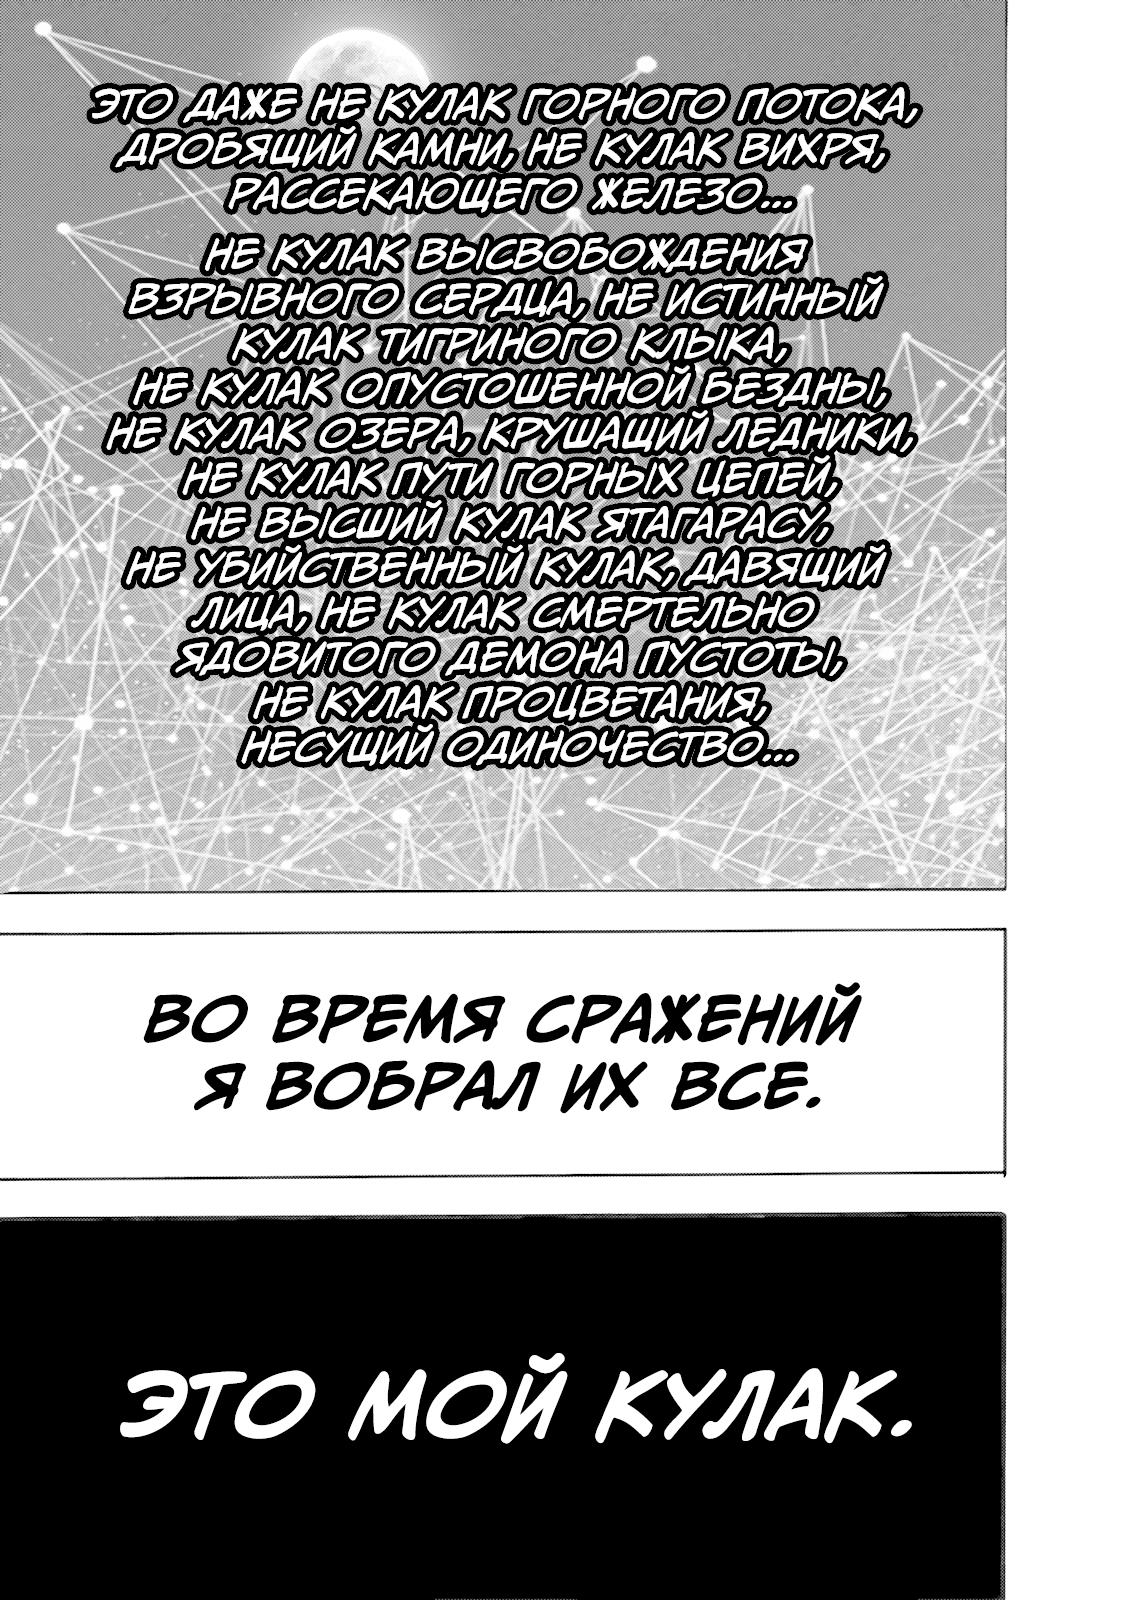 ЭТО ДАЖЕ НЕ КУЛАК ГОРНОГО ПОТОКА,
ДРОБЯЩИЙ КАМНИ, НЕ КУЛАК ВИХРЯ,
РАССЕКАЮЩЕГО ЖЕЛЕЗО...
НЕ КУЛАК ВЫСВОБОЖДЕНИЯ
ВЗРЫВНОГО СЕРДЦА, НЕ ИСТИННЫЙ
КУЛАК ТИГРИНОГО КЛЫКА,
НЕ КУЛАК ОПУСТОШЕННОЙ БЕЗДНЫ,
НЕ КУЛАК ОЗЕРА, КРУШАЩИЙ ЛЕДНИКИ,
НЕ КУЛАК ПУТИ ГОРНЫХ ЦЕПЕЙ,
НЕ ВЫСШИЙ КУЛАК ЯТАГАРАСУ,
НЕ УБИЙСТВЕННЫЙ КУЛАК, ДАВЯЩИЙ
ЛИЦА, НЕ КУЛАК СМЕРТЕЛЬНО
ЯДОВИТОГО ДЕМОНА ПУСТОТЫ,
НЕ КУЛАК ПРОЦВЕТАНИЯ,
НЕСУЩИЙ ОДИНОЧЕСТВО...
ВО ВРЕМЯ СРАЖЕНИЙ
Я ВОБРАЛ ИХ ВСЕ.
ЭТО МОЙ КУЛАК.